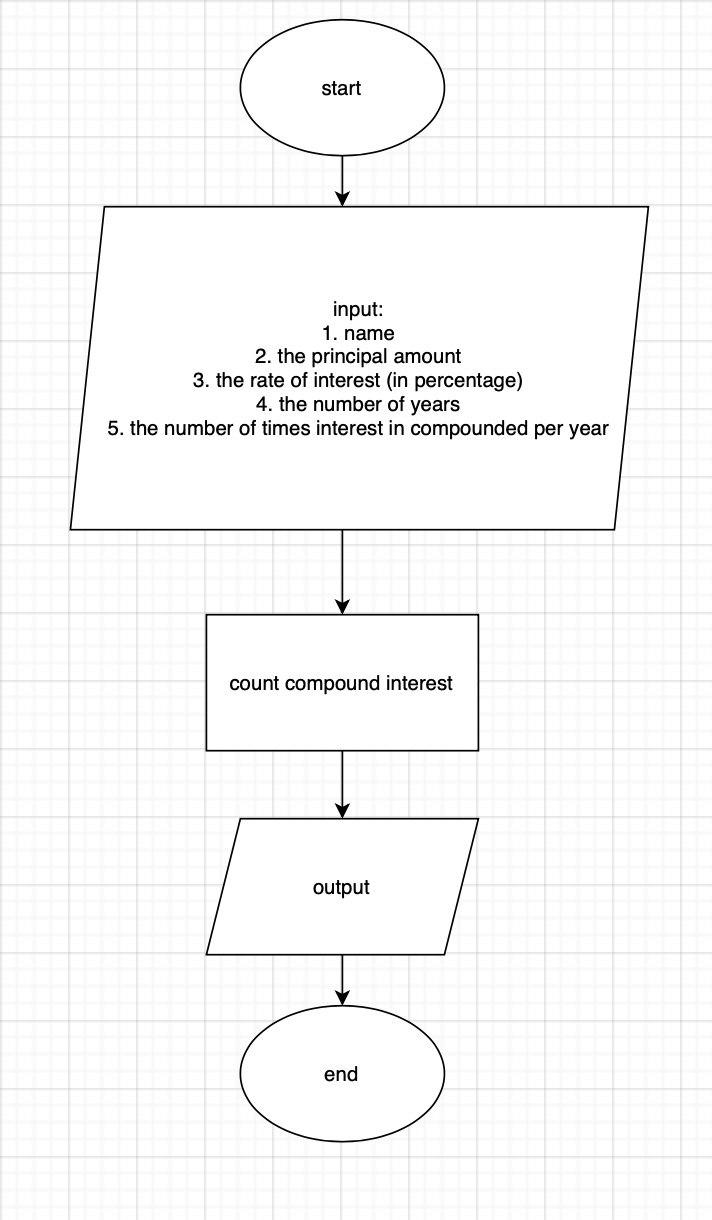 start
input:
1. name
2. the principal amount
3. the rate of interest (in percentage)
4. the number of years
5. the number of times interest in compounded per year
count compound interest
output
end